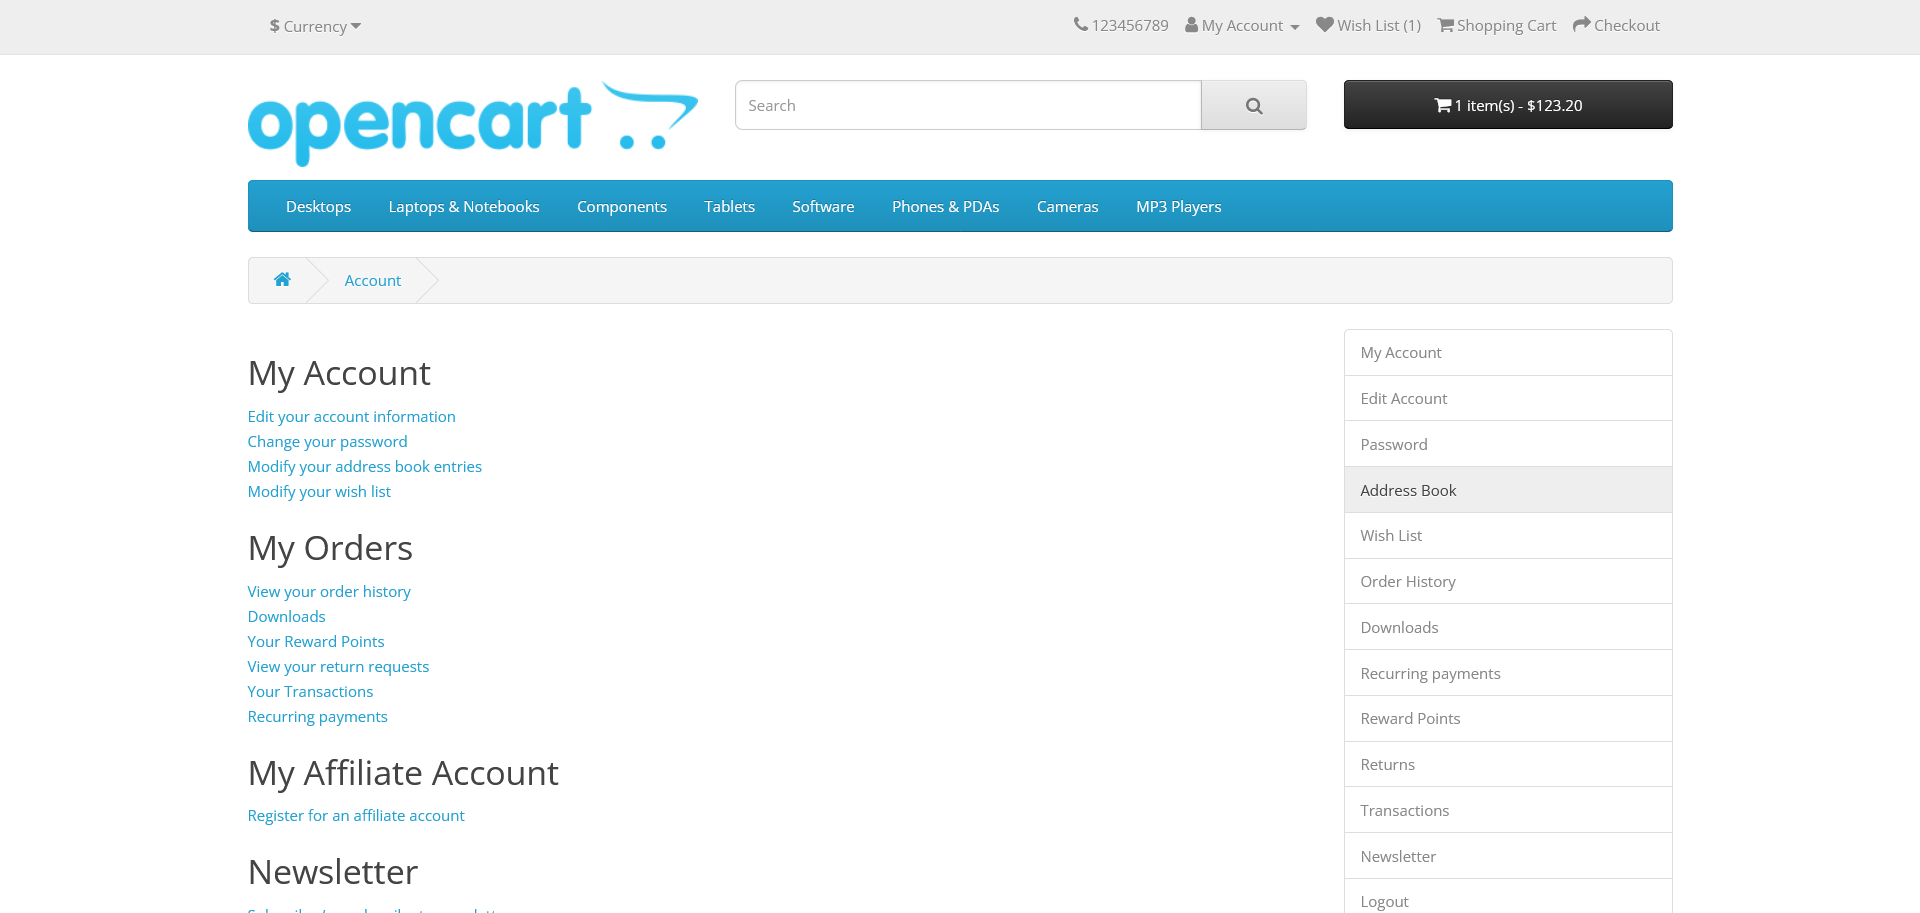 $ Currency
123456789 My Account Wish List (1) Shopping Cart Checkout
opencart
Search
1 item(s) - $123.20
Desktops Laptops & Notebooks Components Tablets Software Phones & PDAs Cameras MP3 Players
Account
My Account
Edit your account information
Change your password
Modify your address book entries
Modify your wish list
My Orders
View your order history
Downloads
Your Reward Points
View your return requests
Your Transactions
Recurring payments
My Affiliate Account
Register for an affiliate account
Newsletter
My Account
Edit Account
Password
Address Book
Wish List
Order History
Downloads
Recurring payments
Reward Points
Returns
Transactions
Newsletter
Logout